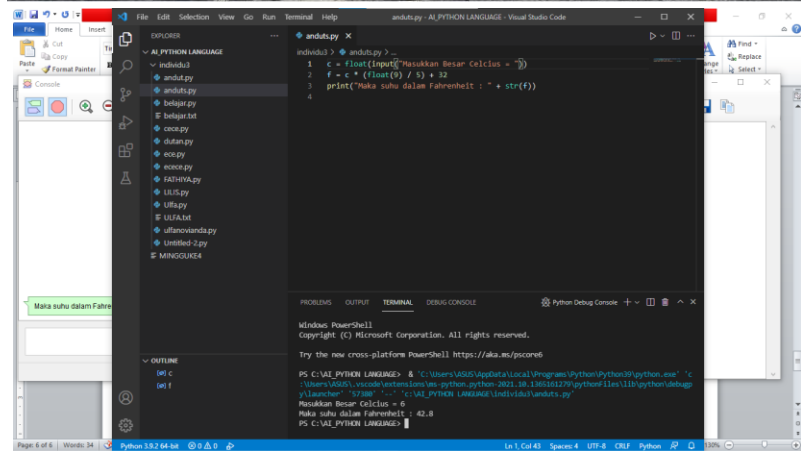 File Edit Selection View Go Run Terminal Help
anduts.py - AI_PYTHON LANGUAGE - Visual Studio Code
File Home Insert
Cut
Copy
Paste
Format Painter
Find
Replace
Select
Console
EXPLORER
AI_PYTHON LANGUAGE
individu3
andut.py
anduts.py
belajar.py
belajar.txt
cece.py
dutan.py
ece.py
ecece.py
FATHIYA.py
LILIS.py
Ulfa.py
ULFA.txt
ulfanovianda.py
Untitled-2.py
MINGGUKE4
OUTLINE
c
f
anduts.py
individu3 > anduts.py > ...
1 c = float(input("Masukkan Besar Celcius = "))
2 f = c * (float(9) / 5) + 32
3 print("Maka suhu dalam Fahrenheit : " + str(f))
4
Maka suhu dalam Fahre
PROBLEMS OUTPUT TERMINAL DEBUG CONSOLE
Python Debug Console
Windows PowerShell
Copyright (C) Microsoft Corporation. All rights reserved.
Try the new cross-platform PowerShell https://aka.ms/pscore6
PS C:\AI_PYTHON LANGUAGE> & 'C:\Users\ASUS\AppData\Local\Programs\Python\Python39\python.exe' 'c
:\Users\ASUS\.vscode\extensions\ms-python.python-2021.10.1365161279\pythonFiles\lib\python\debugp
y\launcher' '57380' '--' 'c:\AI_PYTHON LANGUAGE\individu3\anduts.py'
Masukkan Besar Celcius = 6
Maka suhu dalam Fahrenheit : 42.8
PS C:\AI_PYTHON LANGUAGE>
Page: 6 of 6 Words: 34
Python 3.9.2 64-bit 0 0
Ln 1, Col 43 Spaces: 4 UTF-8 CRLF Python
130%